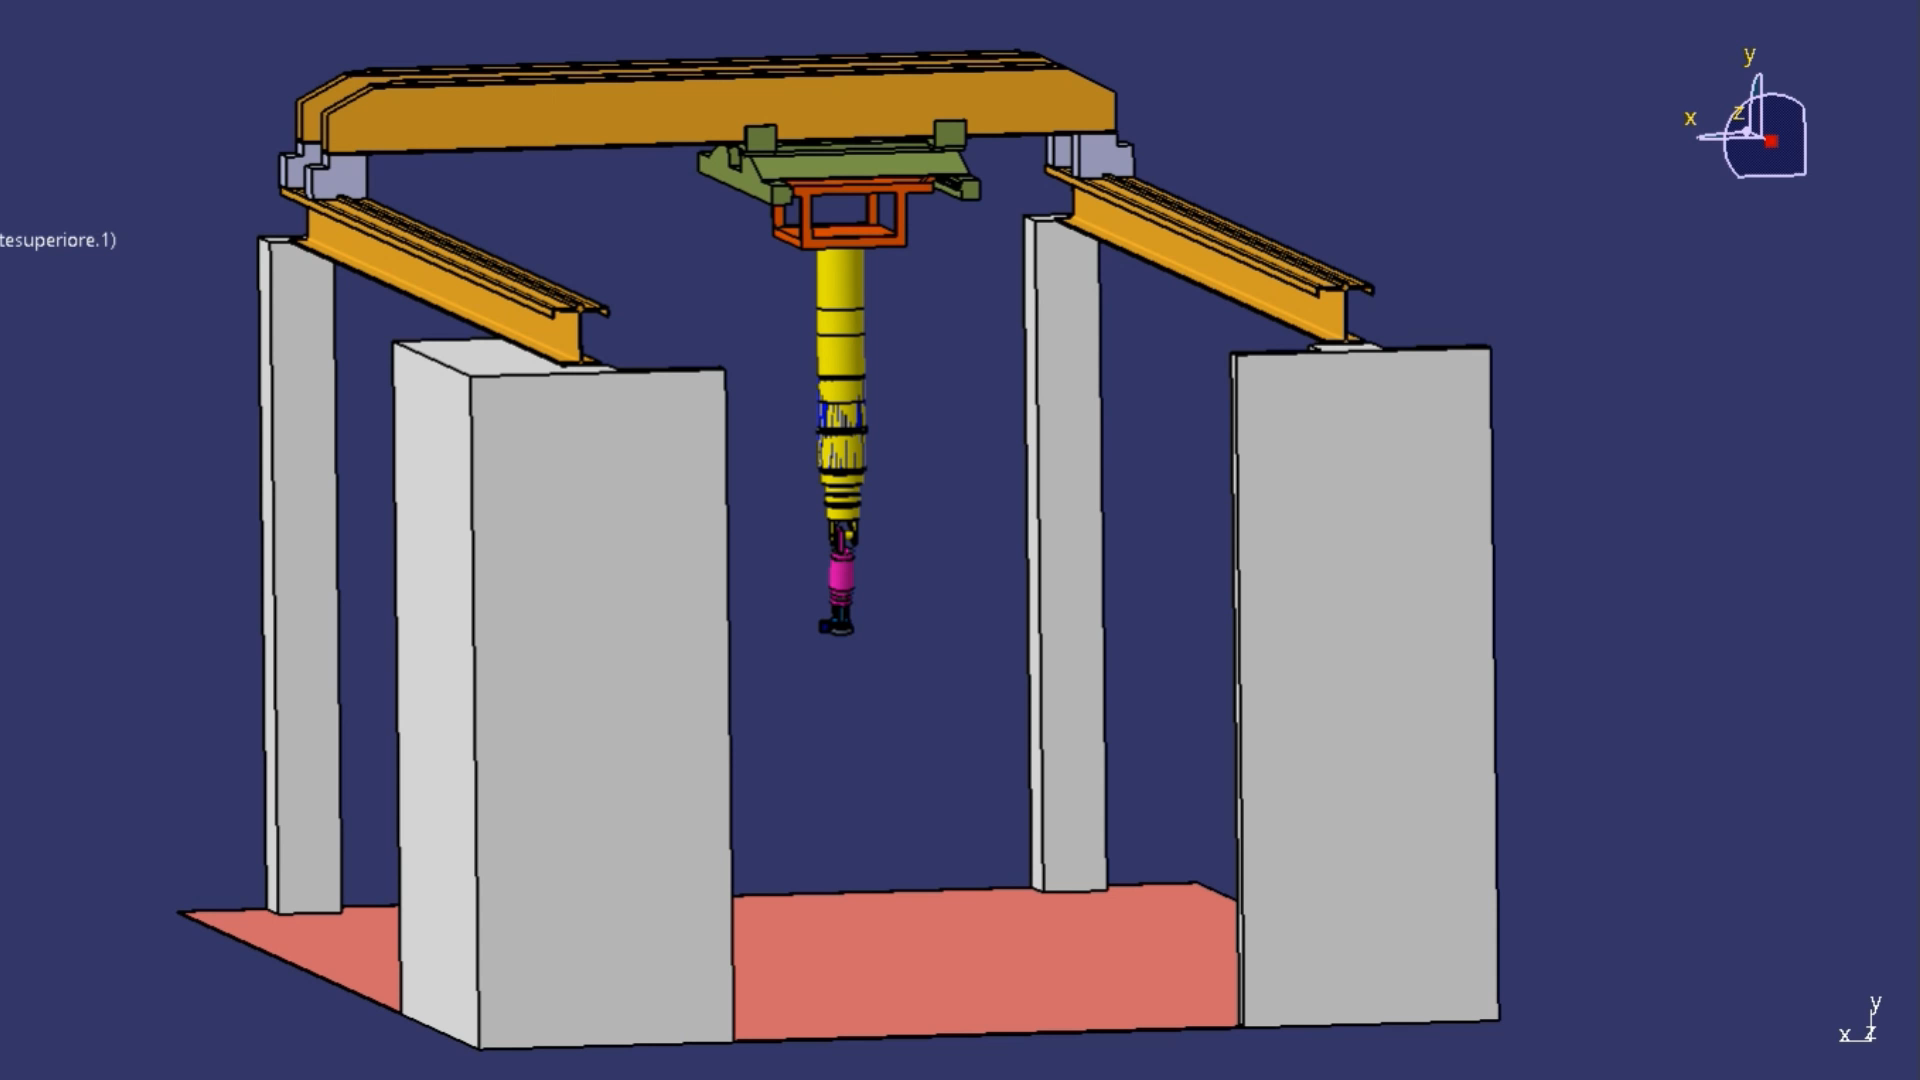 y
x z
tesuperiore.1)
y
x z